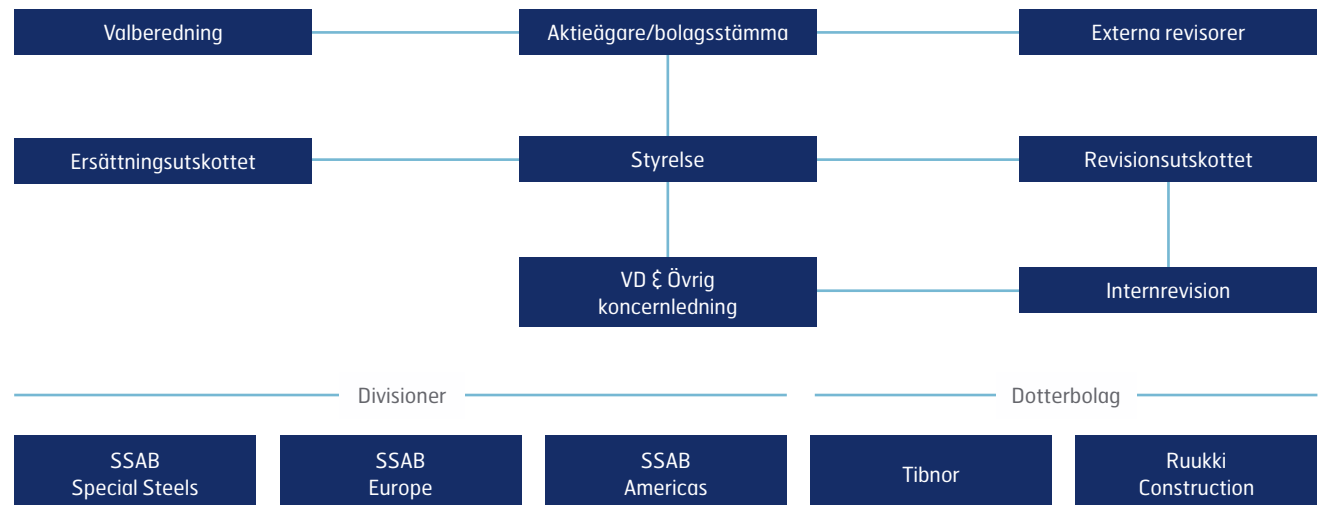 Valberedning
Aktieägare/bolagsstämma
Externa revisorer
Ersättningsutskottet
Styrelse
Revisionsutskottet
VD & Övrig
koncernledning
Internrevision
Divisioner
Dotterbolag
SSAB
Special Steels
SSAB
Europe
SSAB
Americas
Tibnor
Ruukki
Construction